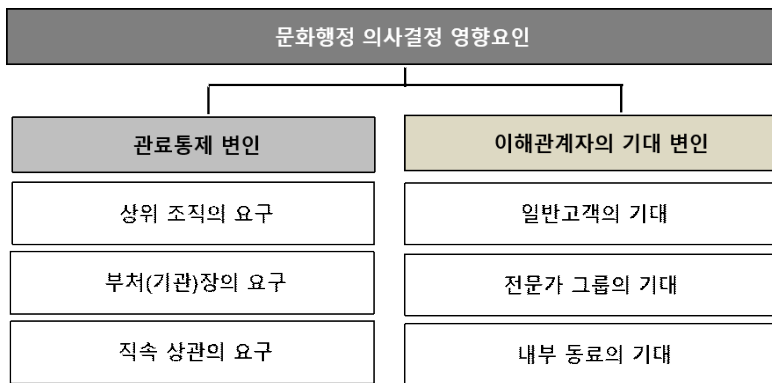 문화행정 의사결정 영향요인
관료통제 변인
이해관계자의 기대 변인
상위 조직의 요구
일반고객의 기대
부처(기관)장의 요구
전문가 그룹의 기대
직속 상관의 요구
내부 동료의 기대